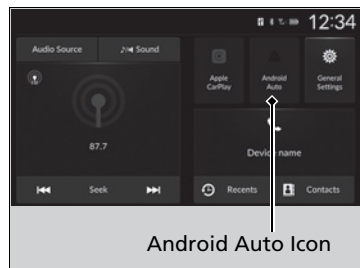 12:34
Audio Source
Sound
Apple CarPlay
Android Auto
General Settings
87.7
Device name
Seek
Recents
Contacts
Android Auto Icon